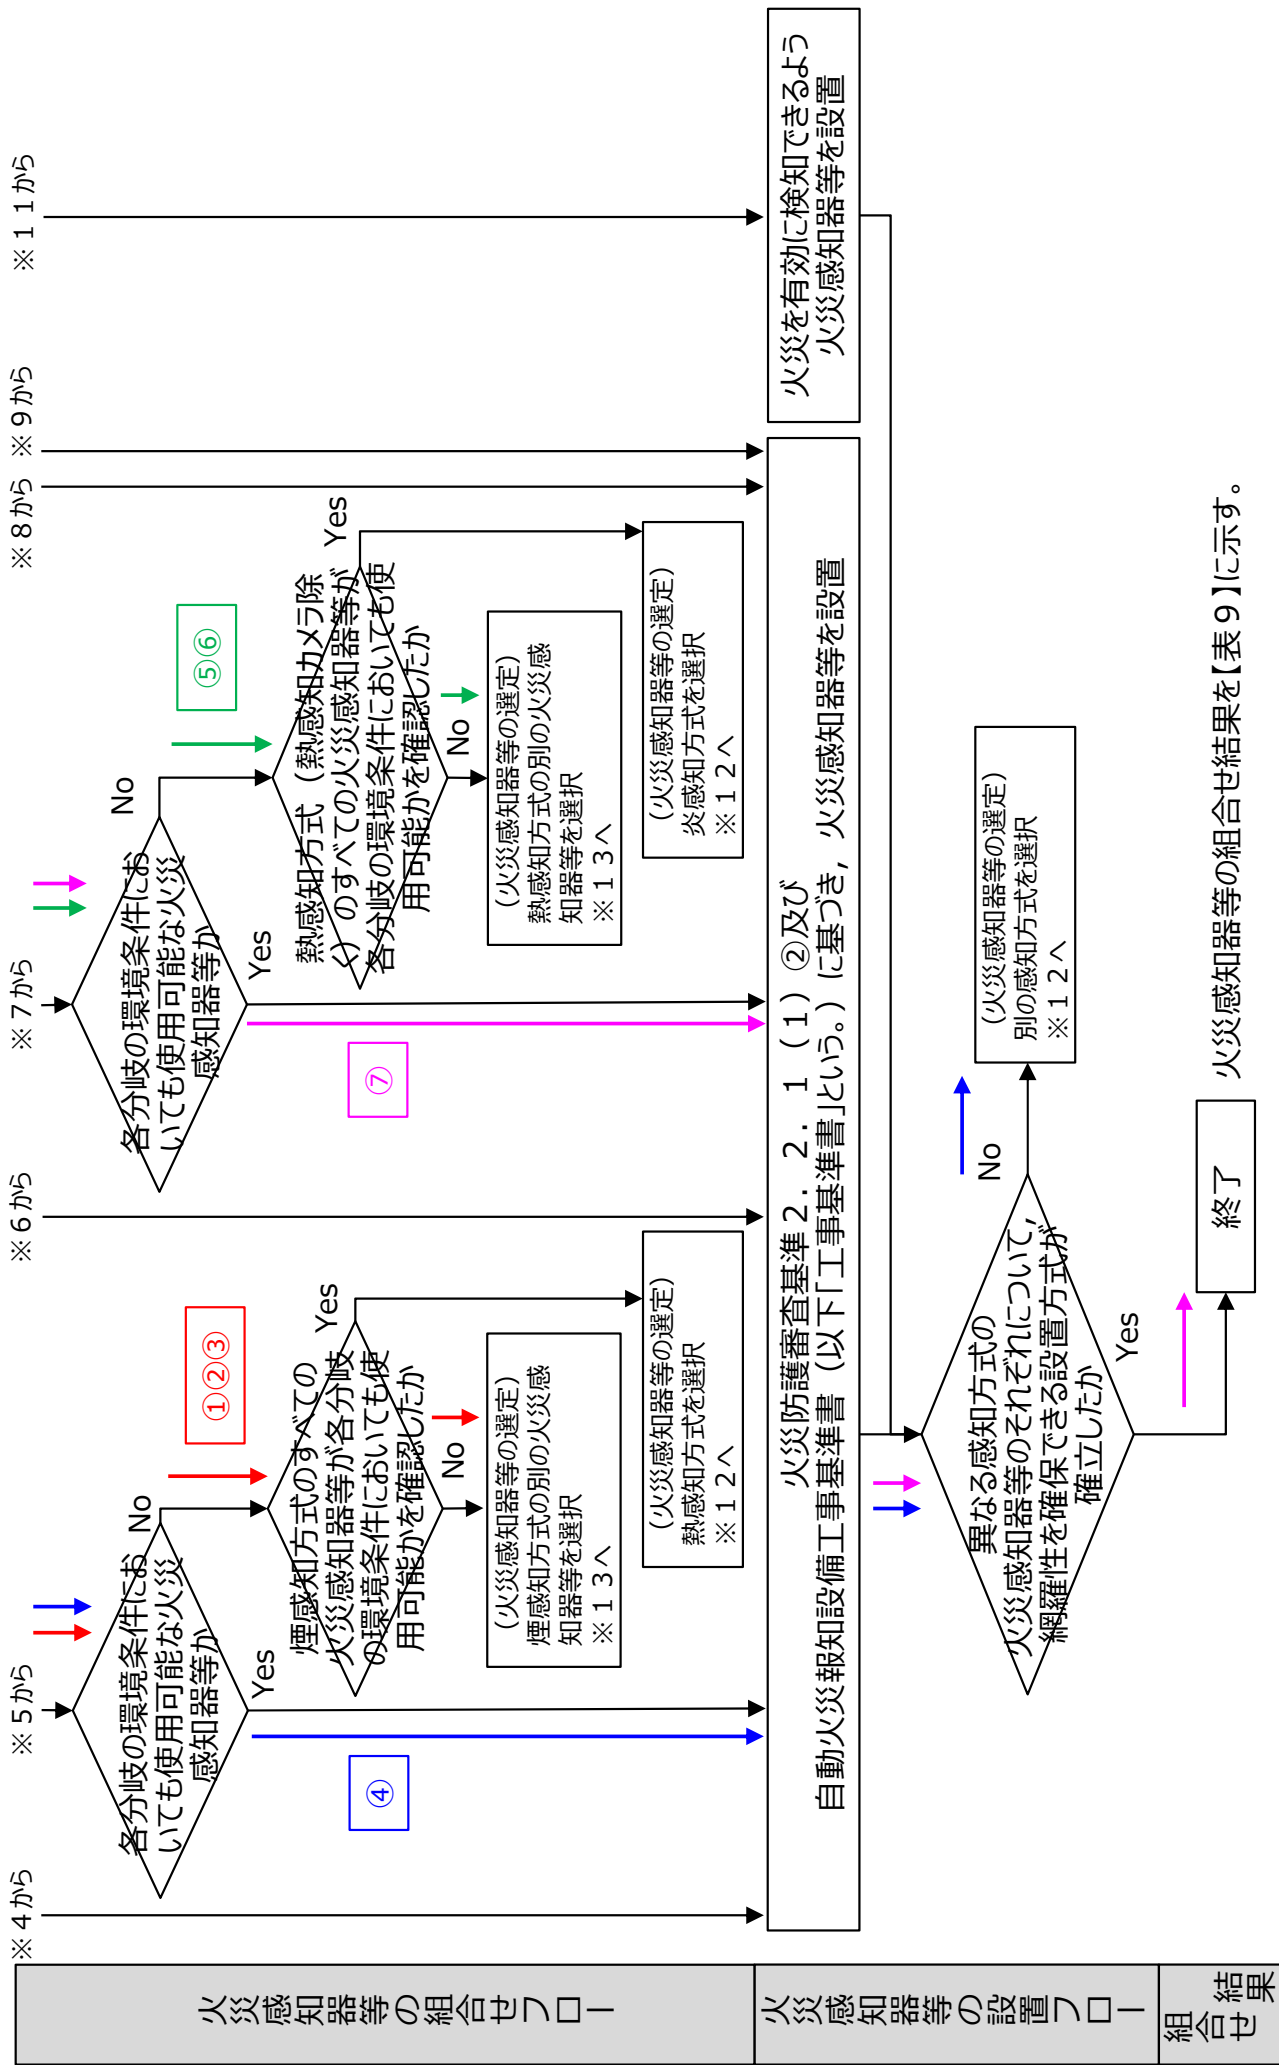 火災感知器等の組合せフロー
火災感知器等の設置フロー
組合せ
結果
※４から
※５から
※６から
※７から
※８から
※９から
※１１から
各分岐の環境条件にお
いても使用可能な火災
感知器等か
No
Yes
①②③
④
煙感知方式のすべての
火災感知器等が各分岐
の環境条件においても使
用可能かを確認したか
Yes
No
（火災感知器等の選定）
煙感知方式の別の火災感
知器等を選択
※１３へ
（火災感知器等の選定）
熱感知方式を選択
※１２へ
各分岐の環境条件にお
いても使用可能な火災
感知器等か
No
Yes
⑤⑥
⑦
熱感知方式（熱感知カメラ除
く）のすべての火災感知器等が
各分岐の環境条件においても使
用可能かを確認したか
Yes
No
（火災感知器等の選定）
熱感知方式の別の火災感
知器等を選択
※１３へ
（火災感知器等の選定）
炎感知方式を選択
※１２へ
火災防護審査基準２．２．１（１）②及び
自動火災報知設備工事基準書（以下「工事基準書」という。）に基づき，火災感知器等を設置
火災を有効に検知できるよう
火災感知器等を設置
異なる感知方式の
火災感知器等のそれぞれについて，
網羅性を確保できる設置方式が
確立したか
No
Yes
（火災感知器等の選定）
別の感知方式を選択
※１２へ
終了
火災感知器等の組合せ結果を【表９】に示す。